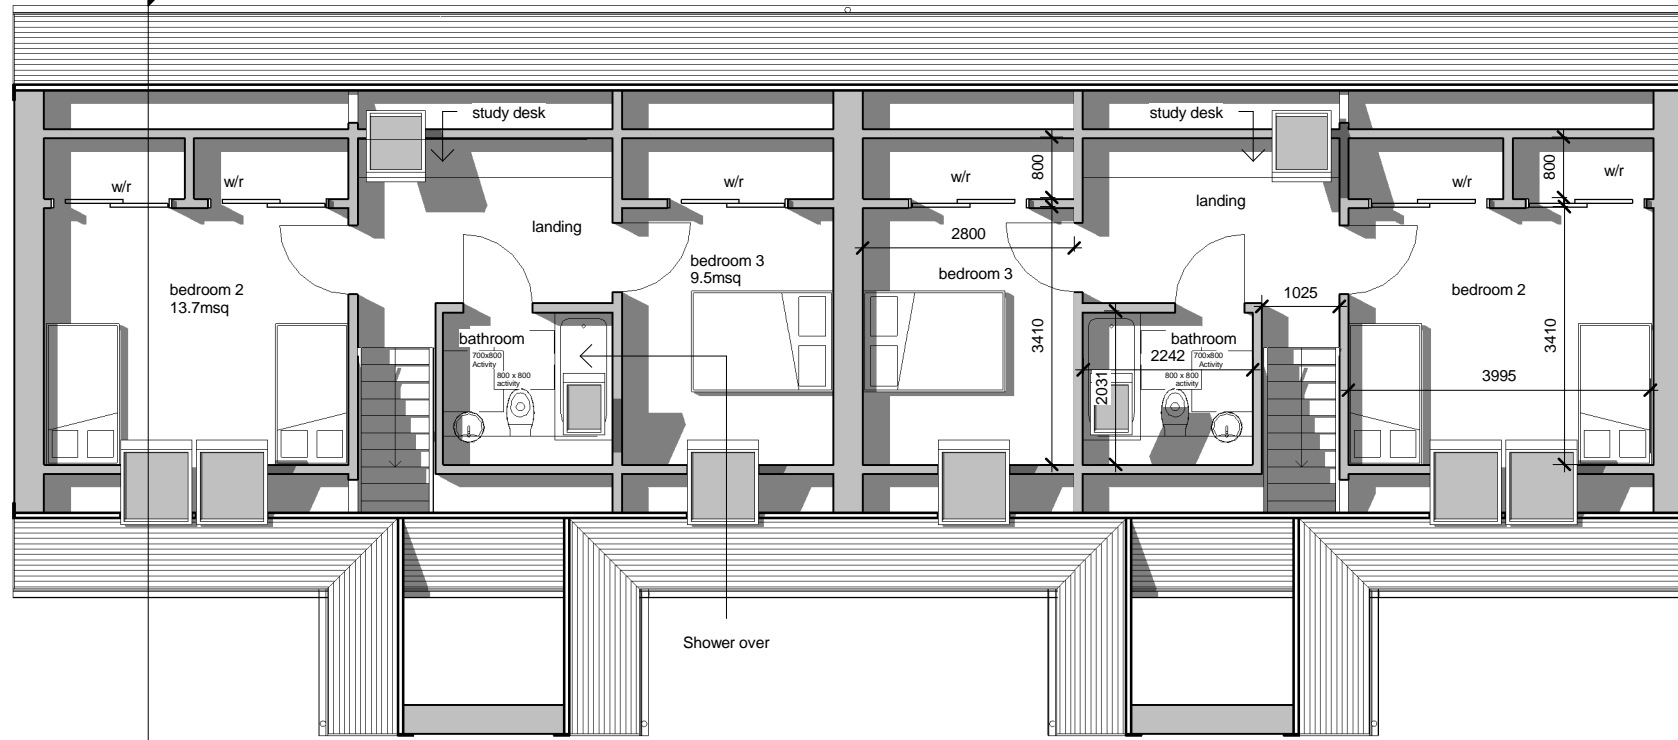 study desk
study desk
w/r
w/r
w/r
w/r
w/r
w/r
800
800
landing
landing
2800
bedroom 3
9.5msq
bedroom 3
bedroom 2
13.7msq
bedroom 2
1025
bathroom
700x800
Activity
800 x 800
activity
3410
bathroom
2242
700x800
Activity
800 x 800
activity
2031
3410
3995
Shower over